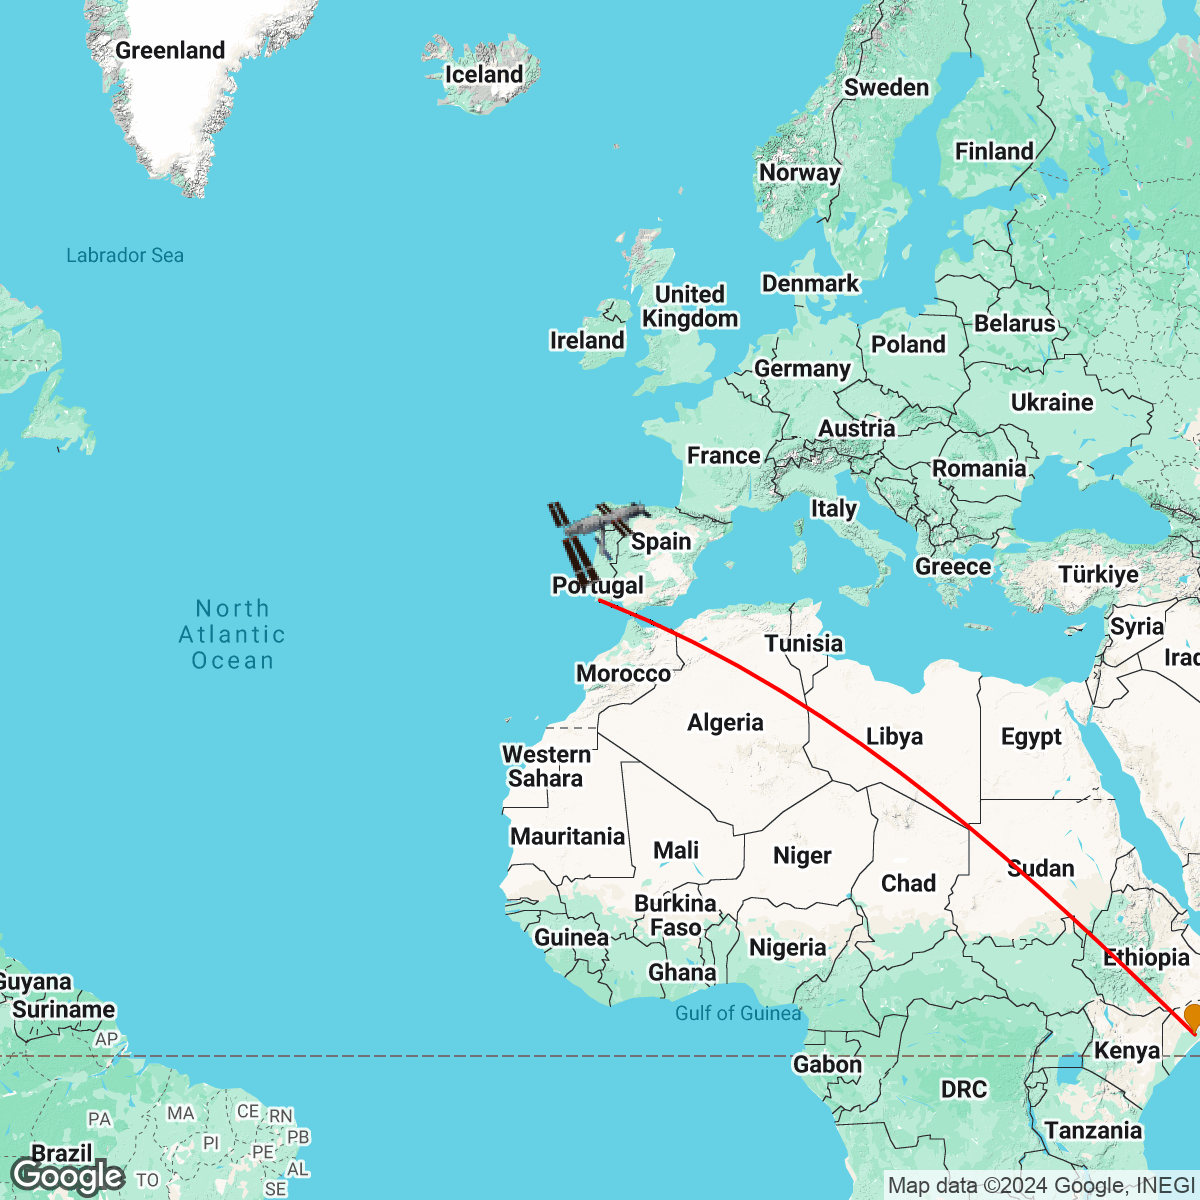 Greenland
Iceland
Sweden
Finland
Norway
Labrador Sea
Denmark
United
Kingdom
Belarus
Ireland
Poland
Germany
Ukraine
Austria
France
Romania
Italy
Spain
Greece
Türkiye
Portugal
North
Atlantic
Ocean
Syria
Tunisia
Irac
Morocco
Algeria
Libya
Egypt
Western
Sahara
Mauritania
Mali
Niger
Sudan
Chad
Burkina
Faso
Guinea
Nigeria
Ethiopia
Ghana
Guyana
Suriname
Gulf of Guinea
AP
Kenya
Gabon
DRC
PA
MA
CE
RN
PI
PB
PE
Tanzania
Brazil
AL
TO
SE
Google
Map data ©2024 Google, INEGI